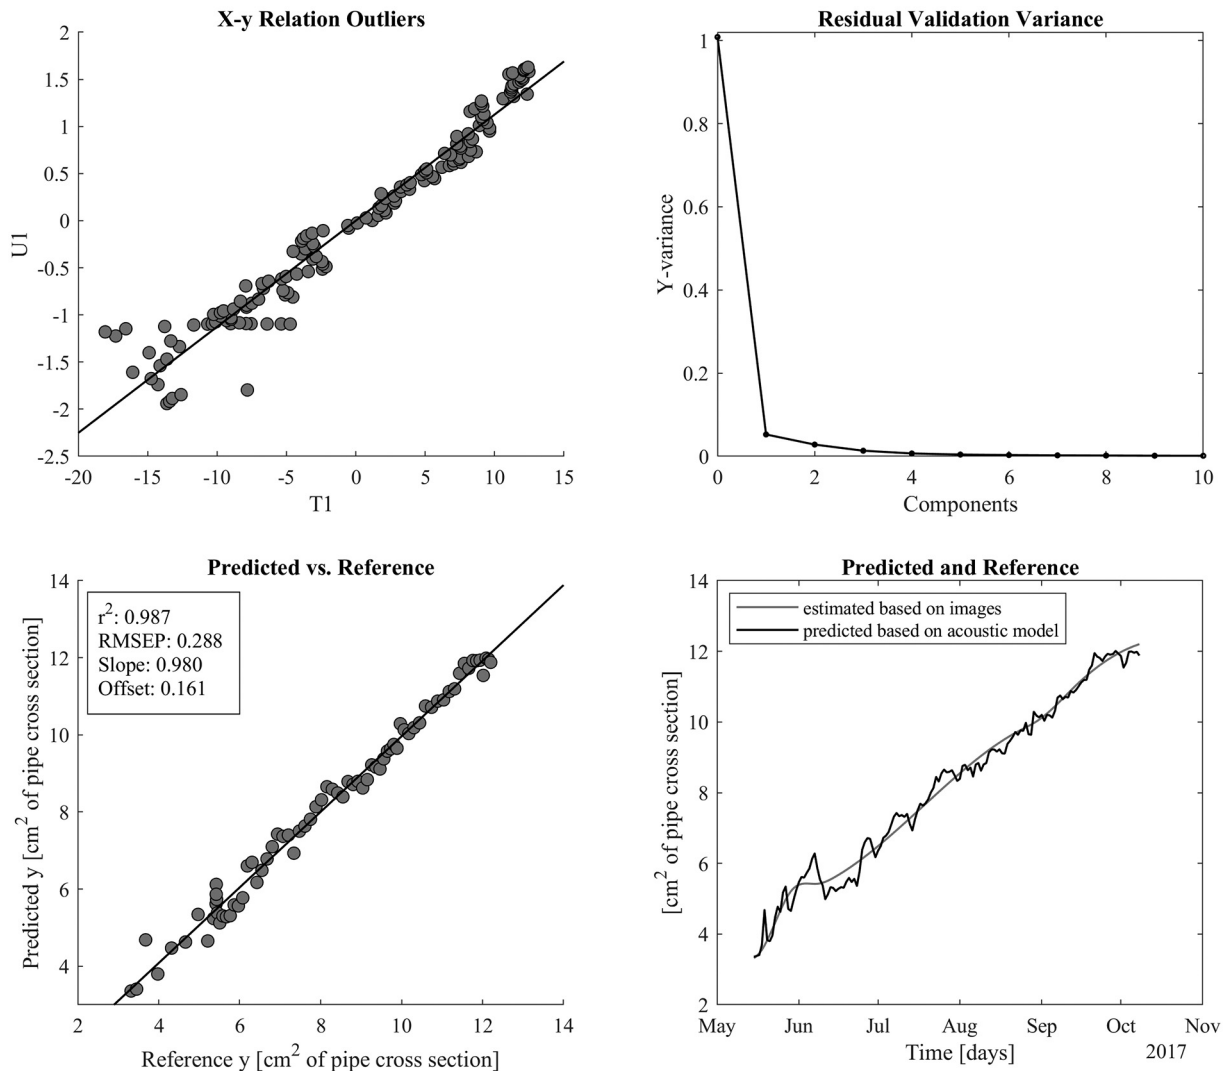 X-y Relation Outliers
2
1.5
1
0.5
0
-0.5
-1
-1.5
-2
-2.5
U1
-20
-15
-10
-5
0
5
10
15
T1
Residual Validation Variance
1
0.8
0.6
0.4
0.2
0
Y-variance
0
2
4
6
8
10
Components
Predicted vs. Reference
r²: 0.987
RMSEP: 0.288
Slope: 0.980
Offset: 0.161
14
12
10
8
6
4
Predicted y [cm² of pipe cross section]
2
4
6
8
10
12
14
Reference y [cm² of pipe cross section]
Predicted and Reference
estimated based on images
predicted based on acoustic model
14
12
10
8
6
4
2
[cm² of pipe cross section]
May
Jun
Jul
Aug
Sep
Oct
Nov
Time [days]
2017